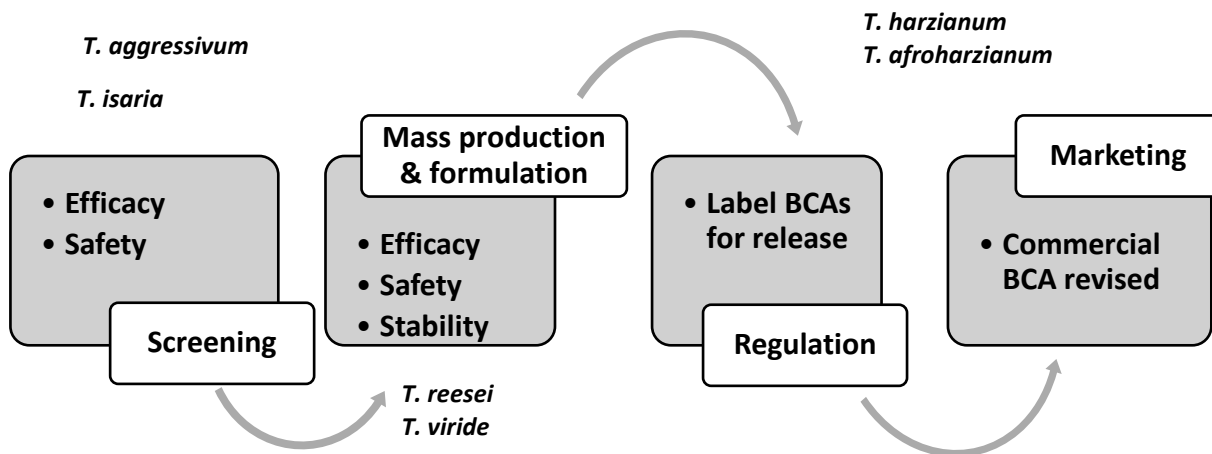 T. aggressivum
T. isaria
• Efficacy
• Safety
Screening
Mass production
& formulation
• Efficacy
• Safety
• Stability
T. reesei
T. viride
• Label BCAs
for release
Regulation
T. harzianum
T. afroharzianum
Marketing
• Commercial
BCA revised